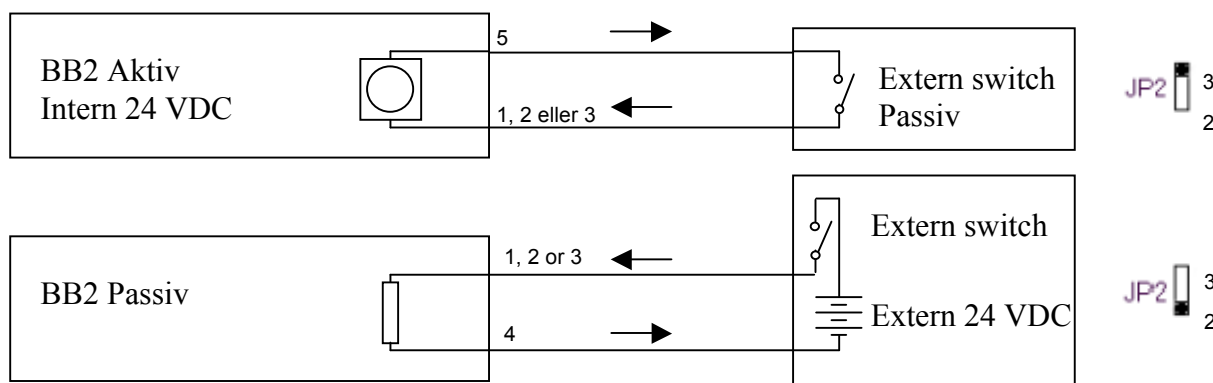 BB2 Aktiv
Intern 24 VDC
5
1, 2 eller 3
Extern switch
Passiv
JP2
3
2
BB2 Passiv
1, 2 or 3
4
Extern switch
Extern 24 VDC
JP2
3
2